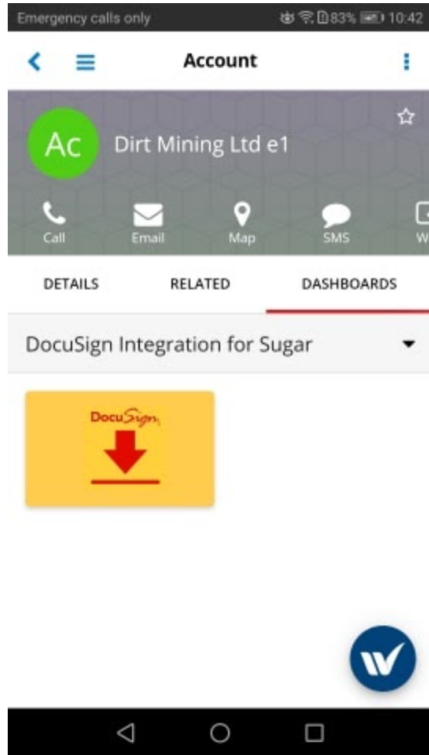 Emergency calls only 83% 10:42
Account
Ac Dirt Mining Ltd e1
Call Email Map SMS W
DETAILS RELATED DASHBOARDS
DocuSign Integration for Sugar
DocuSign